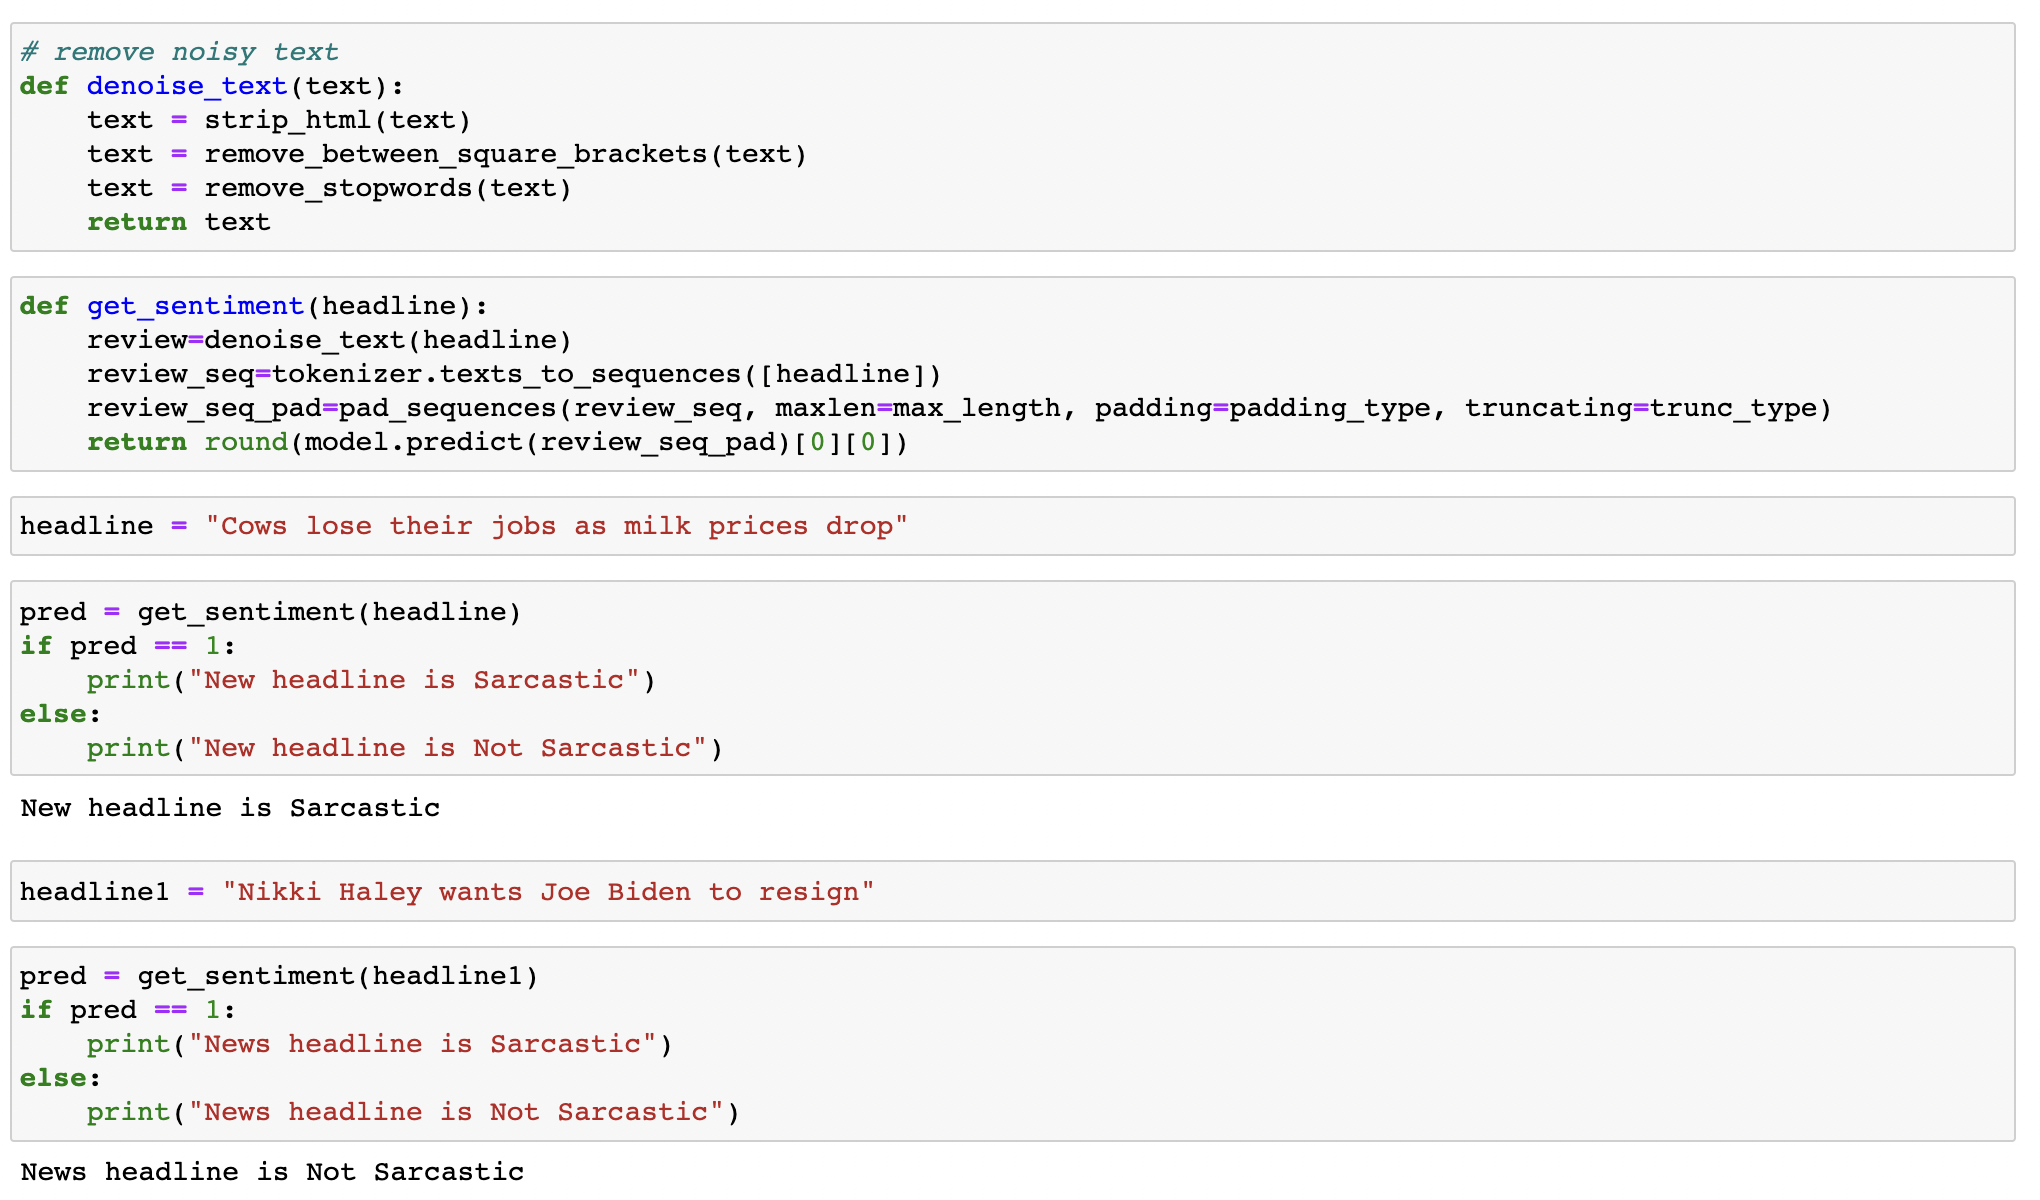 # remove noisy text
def denoise_text(text):
    text = strip_html(text)
    text = remove_between_square_brackets(text)
    text = remove_stopwords(text)
    return text
def get_sentiment(headline):
    review=denoise_text(headline)
    review_seq=tokenizer.texts_to_sequences([headline])
    review_seq_pad=pad_sequences(review_seq, maxlen=max_length, padding=padding_type, truncating=trunc_type)
    return round(model.predict(review_seq_pad)[0][0])
headline = "Cows lose their jobs as milk prices drop"
pred = get_sentiment(headline)
if pred == 1:
    print("New headline is Sarcastic")
else:
    print("New headline is Not Sarcastic")
New headline is Sarcastic
headline1 = "Nikki Haley wants Joe Biden to resign"
pred = get_sentiment(headline1)
if pred == 1:
    print("News headline is Sarcastic")
else:
    print("News headline is Not Sarcastic")
News headline is Not Sarcastic